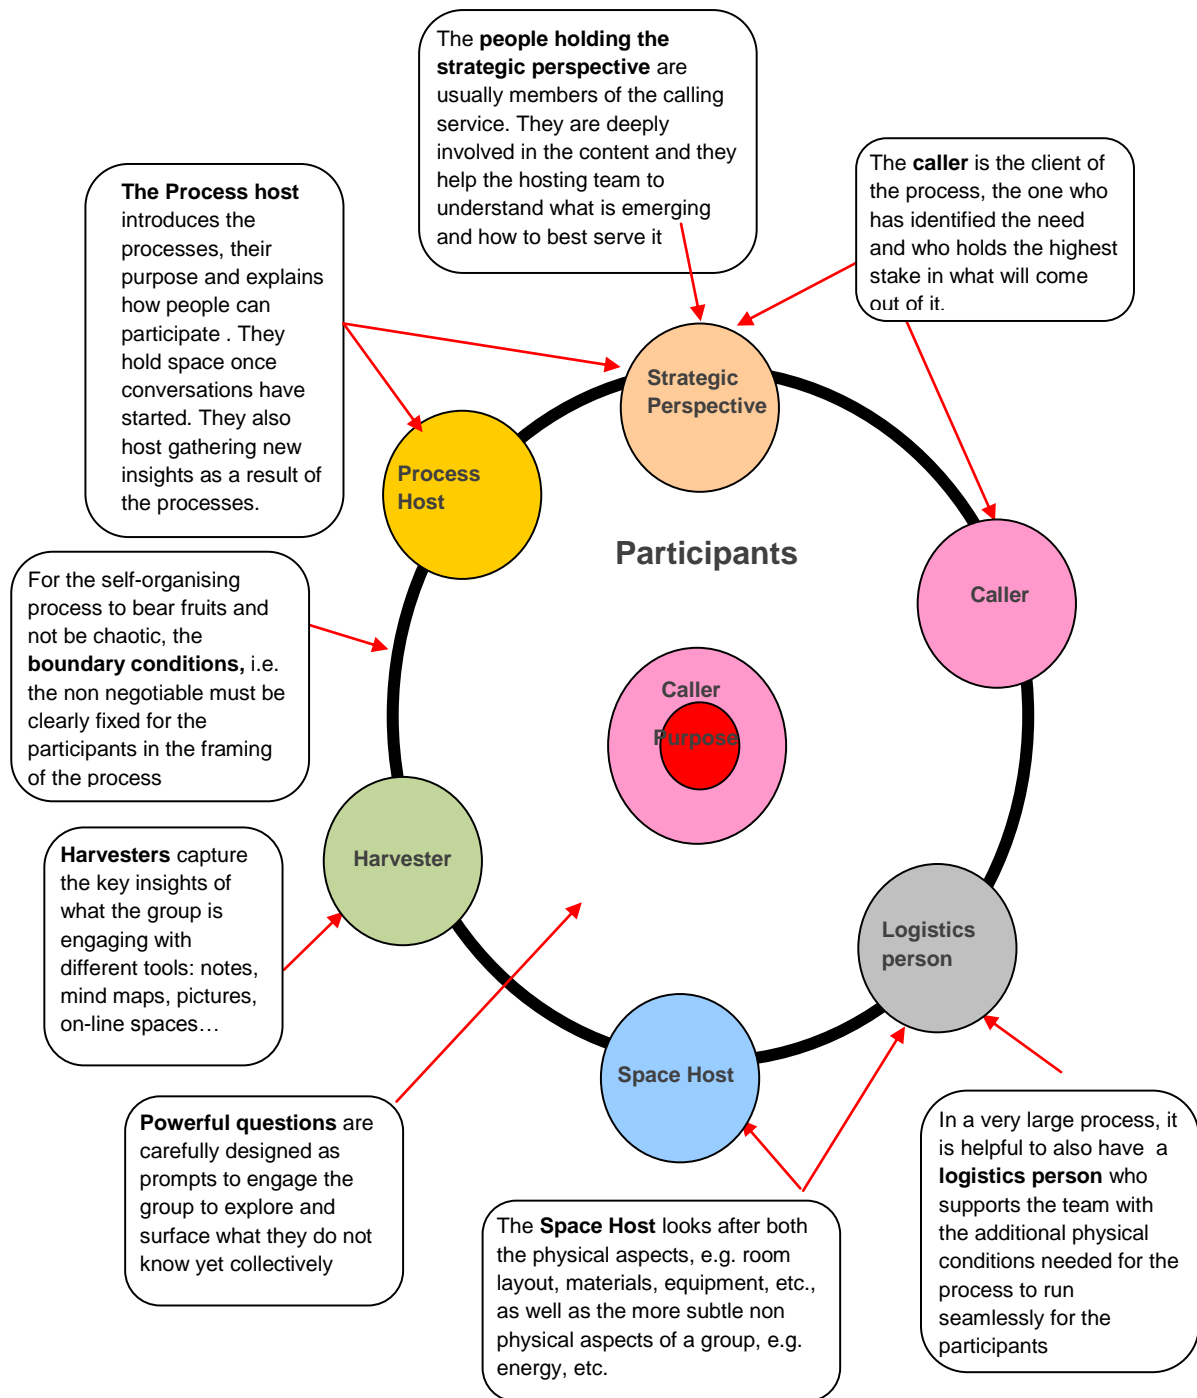 The people holding the
strategic perspective are
usually members of the calling
service. They are deeply
involved in the content and they
help the hosting team to
understand what is emerging
and how to best serve it
The caller is the client of
the process, the one who
has identified the need
and who holds the highest
stake in what will come
out of it.
The Process host
introduces the
processes, their
purpose and explains
how people can
participate . They
hold space once
conversations have
started. They also
host gathering new
insights as a result of
the processes.
Strategic
Perspective
Process
Host
Participants
Caller
For the self-organising
process to bear fruits and
not be chaotic, the
boundary conditions, i.e.
the non negotiable must be
clearly fixed for the
participants in the framing
of the process
Caller
Purpose
Harvester
Harvesters capture
the key insights of
what the group is
engaging with
different tools: notes,
mind maps, pictures,
on-line spaces…
Logistics
person
Space Host
Powerful questions are
carefully designed as
prompts to engage the
group to explore and
surface what they do not
know yet collectively
The Space Host looks after both
the physical aspects, e.g. room
layout, materials, equipment, etc.,
as well as the more subtle non
physical aspects of a group, e.g.
energy, etc.
In a very large process, it
is helpful to also have  a
logistics person who
supports the team with
the additional physical
conditions needed for the
process to run
seamlessly for the
participants